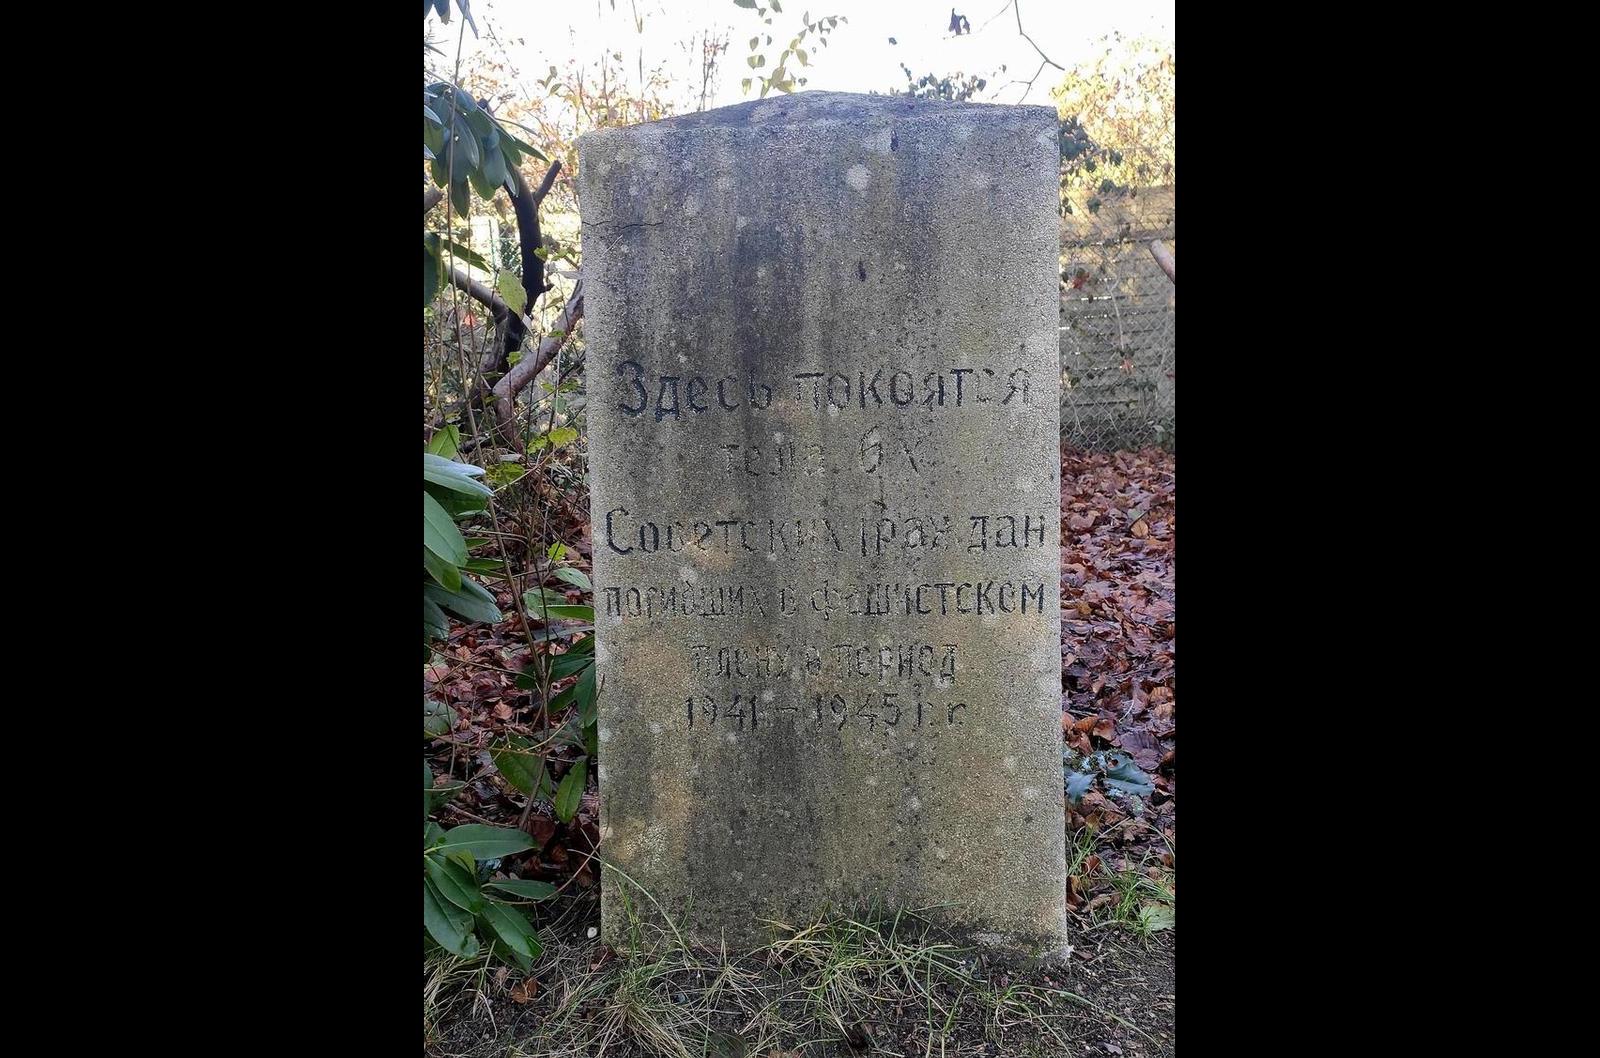 Здесь покоятся
тела 6 х
Советских граждан
погибших в фашистском
плену в период
1941 – 1945 г. г.